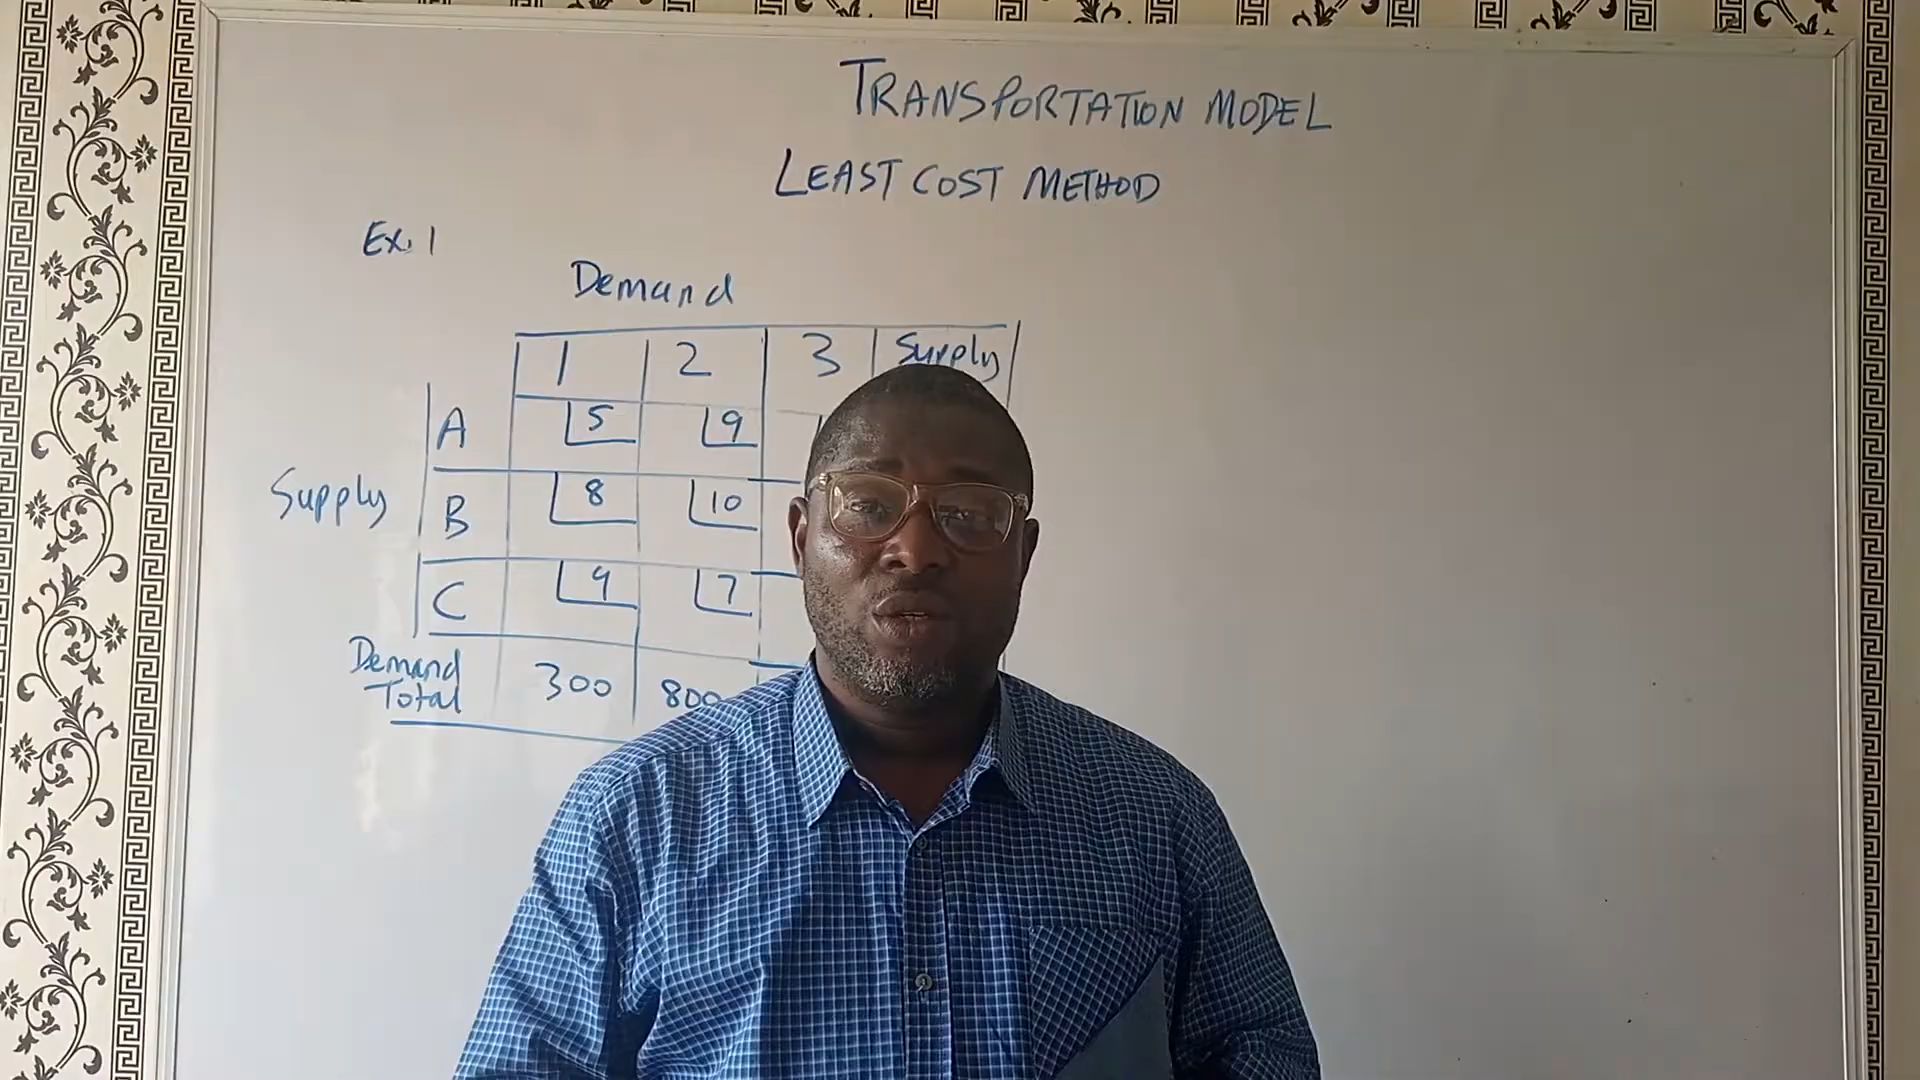 TRANSPORTATION MODEL
LEAST COST METHOD
Ex. 1
Demand
1 2 3 Supply
A 5 9
Supply
B 8 10
C 9 7
Demand
Total 300 800